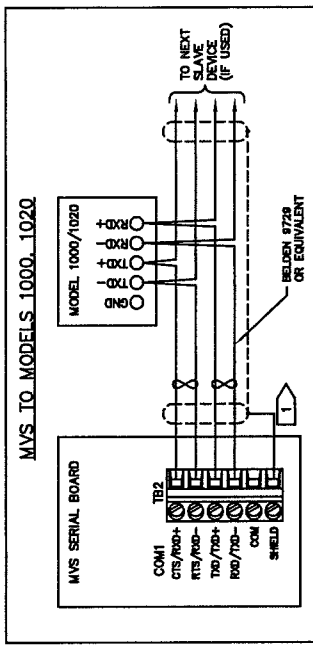 MVS TO MODELS 1000, 1020
MVS SERIAL BOARD
COM1
TB2
CTS/RXD+
RTS/RXD-
TXD/TXD+
RXD/TXD-
COM
SHIELD
MODEL 1000/1020
GND
TXD-
TXD+
RXD-
RXD+
TO NEXT
SLAVE
DEVICE
(IF USED)
BELDEN 9729
OR EQUIVALENT
1